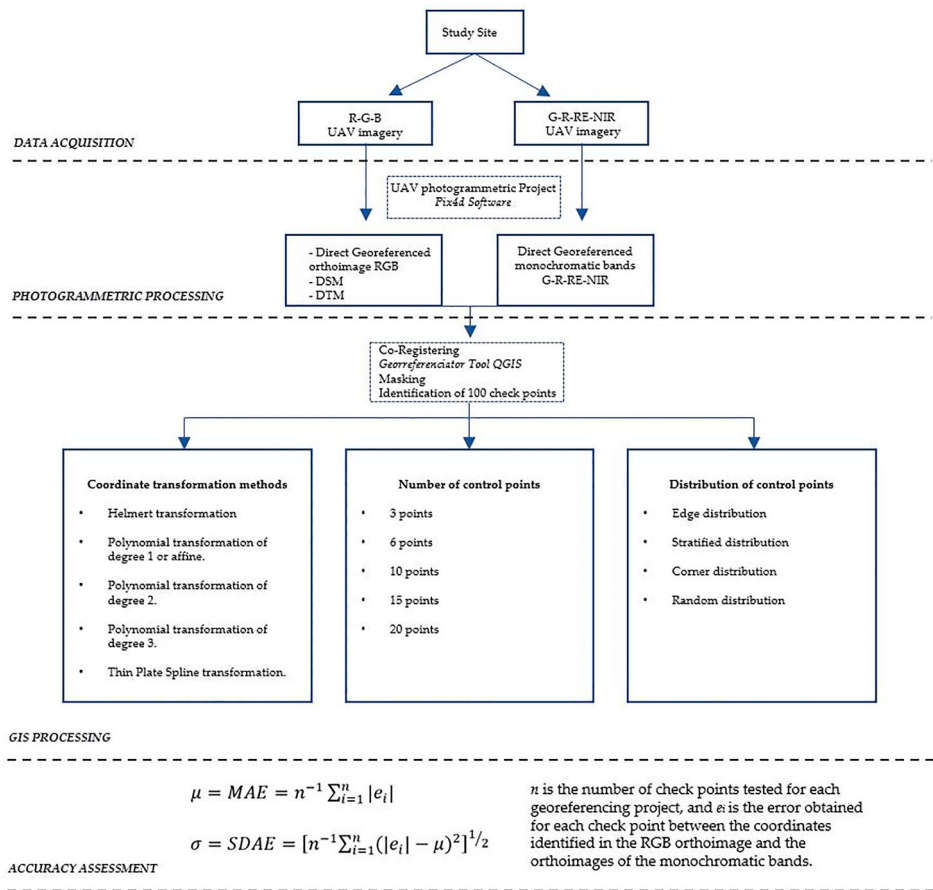 Study Site
R-G-B
UAV imagery
G-R-RE-NIR
UAV imagery
DATA ACQUISITION
UAV photogrammetric Project
Pix4d Software
- Direct Georeferenced
orthoimage RGB
- DSM
- DTM
Direct Georeferenced
monochromatic bands
G-R-RE-NIR
PHOTOGRAMMETRIC PROCESSING
Co-Registering
Georreferenciator Tool QGIS
Masking
Identification of 100 check points
Coordinate transformation methods
• Helmert transformation
• Polynomial transformation of
degree 1 or affine.
• Polynomial transformation of
degree 2.
• Polynomial transformation of
degree 3.
• Thin Plate Spline transformation.
Number of control points
• 3 points
• 6 points
• 10 points
• 15 points
• 20 points
Distribution of control points
• Edge distribution
• Stratified distribution
• Corner distribution
• Random distribution
GIS PROCESSING
μ = MAE = n⁻¹ ∑ⁿᵢ₌₁ |eᵢ|
σ = SDAE = [n⁻¹∑ⁿᵢ₌₁(|eᵢ| − μ)²]¹/²
n is the number of check points tested for each
georeferencing project, and ei is the error obtained
for each check point between the coordinates
identified in the RGB orthoimage and the
orthoimages of the monochromatic bands.
ACCURACY ASSESSMENT